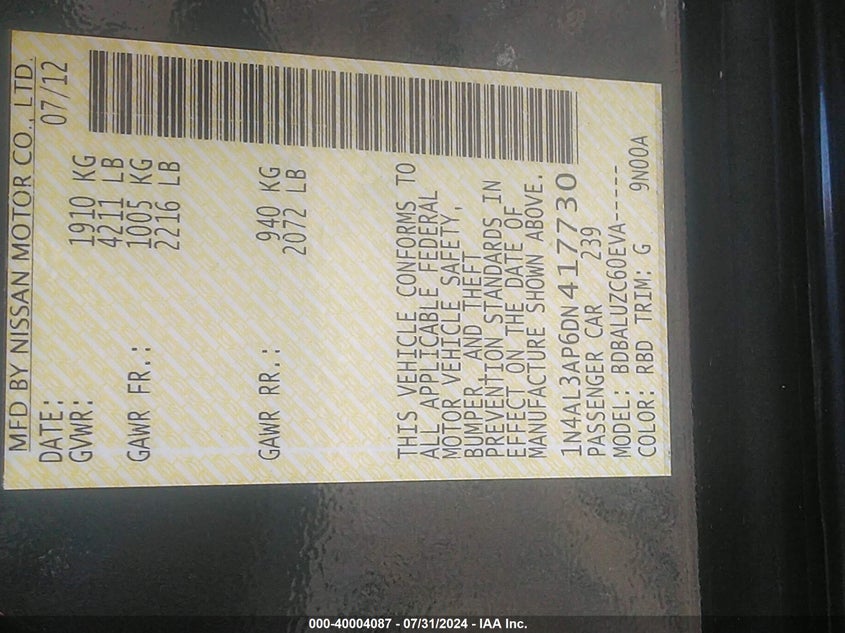 MFD BY NISSAN MOTOR CO., LTD.
DATE: 07/12
GVWR: 1910 KG
4211 LB
GAWR FR.: 1005 KG
2216 LB
GAWR RR.: 940 KG
2072 LB
THIS VEHICLE CONFORMS TO
ALL APPLICABLE FEDERAL
MOTOR VEHICLE SAFETY,
BUMPER, AND THEFT
PREVENTION STANDARDS IN
EFFECT ON THE DATE OF
MANUFACTURE SHOWN ABOVE.
1N4AL3AP6DN417730
PASSENGER CAR 239
MODEL: BDBALUZC60EVA-----
COLOR: RBD TRIM: G 9N00A
000-40004087 - 07/31/2024 - IAA Inc.